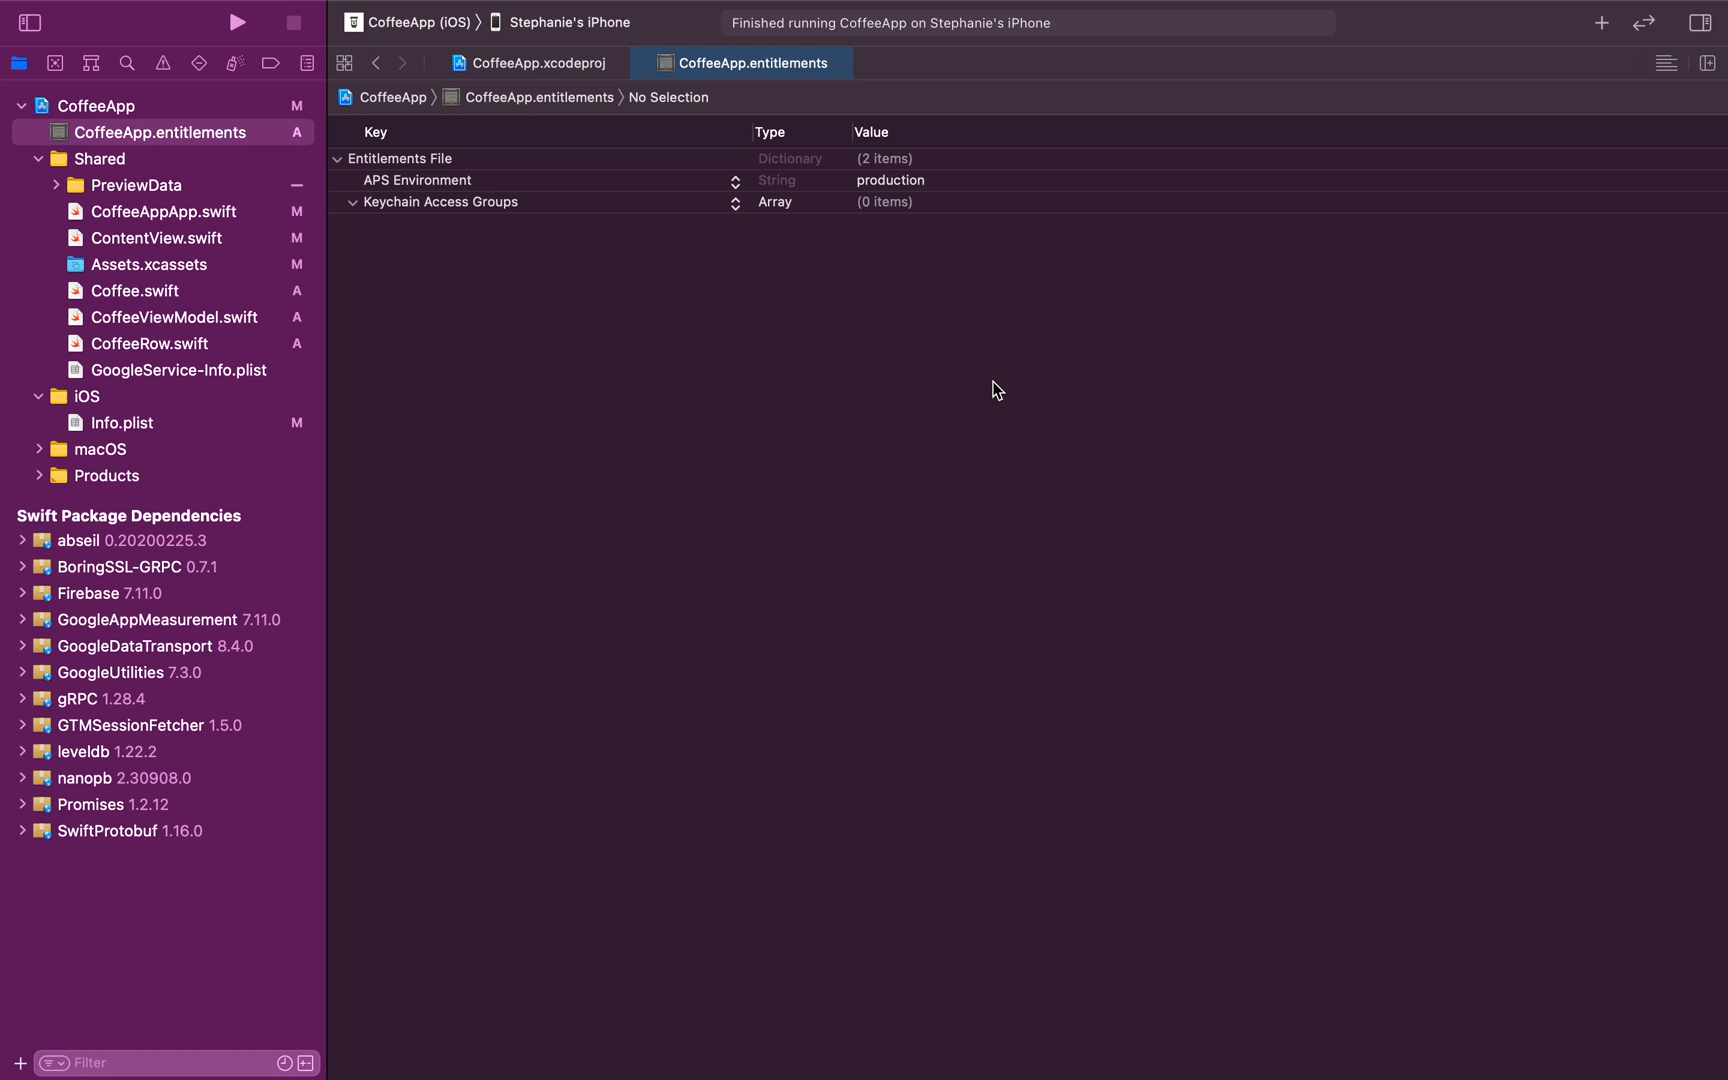 CoffeeApp (iOS) 〉 Stephanie's iPhone
Finished running CoffeeApp on Stephanie's iPhone
CoffeeApp.xcodeproj
CoffeeApp.entitlements
CoffeeApp 〉 CoffeeApp.entitlements 〉 No Selection
CoffeeApp M
CoffeeApp.entitlements A
Shared
PreviewData
CoffeeAppApp.swift M
ContentView.swift M
Assets.xcassets M
Coffee.swift A
CoffeeViewModel.swift A
CoffeeRow.swift A
GoogleService-Info.plist
iOS
Info.plist M
macOS
Products
Swift Package Dependencies
abseil 0.20200225.3
BoringSSL-GRPC 0.7.1
Firebase 7.11.0
GoogleAppMeasurement 7.11.0
GoogleDataTransport 8.4.0
GoogleUtilities 7.3.0
gRPC 1.28.4
GTMSessionFetcher 1.5.0
leveldb 1.22.2
nanopb 2.30908.0
Promises 1.2.12
SwiftProtobuf 1.16.0
Filter
Key Type Value
Entitlements File Dictionary (2 items)
APS Environment String production
Keychain Access Groups Array (0 items)